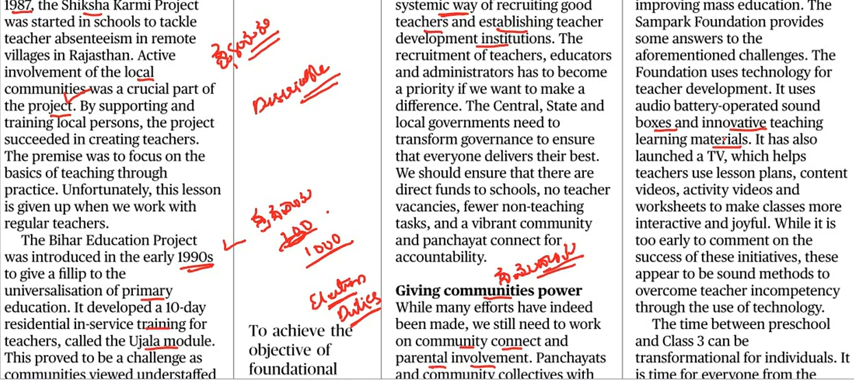 1987, the Shiksha Karmi Project
was started in schools to tackle
teacher absenteeism in remote
villages in Rajasthan. Active
involvement of the local
communities was a crucial part of
the project. By supporting and
training local persons, the project
succeeded in creating teachers.
The premise was to focus on the
basics of teaching through
practice. Unfortunately, this lesson
is given up when we work with
regular teachers.
The Bihar Education Project
was introduced in the early 1990s
to give a fillip to the
universalisation of primary
education. It developed a 10-day
residential in-service training for
teachers, called the Ujala module.
This proved to be a challenge as
communities viewed understaffed
Desirable
1000
Election
Duties
To achieve the
objective of
foundational
systemic way of recruiting good
teachers and establishing teacher
development institutions. The
recruitment of teachers, educators
and administrators has to become
a priority if we want to make a
difference. The Central, State and
local governments need to
transform governance to ensure
that everyone delivers their best.
We should ensure that there are
direct funds to schools, no teacher
vacancies, fewer non-teaching
tasks, and a vibrant community
and panchayat connect for
accountability.
Giving communities power
While many efforts have indeed
been made, we still need to work
on community connect and
parental involvement. Panchayats
and community collectives with
improving mass education. The
Sampark Foundation provides
some answers to the
aforementioned challenges. The
Foundation uses technology for
teacher development. It uses
audio battery-operated sound
boxes and innovative teaching
learning materials. It has also
launched a TV, which helps
teachers use lesson plans, content
videos, activity videos and
worksheets to make classes more
interactive and joyful. While it is
too early to comment on the
success of these initiatives, these
appear to be sound methods to
overcome teacher incompetency
through the use of technology.
The time between preschool
and Class 3 can be
transformational for individuals. It
is time for everyone from the